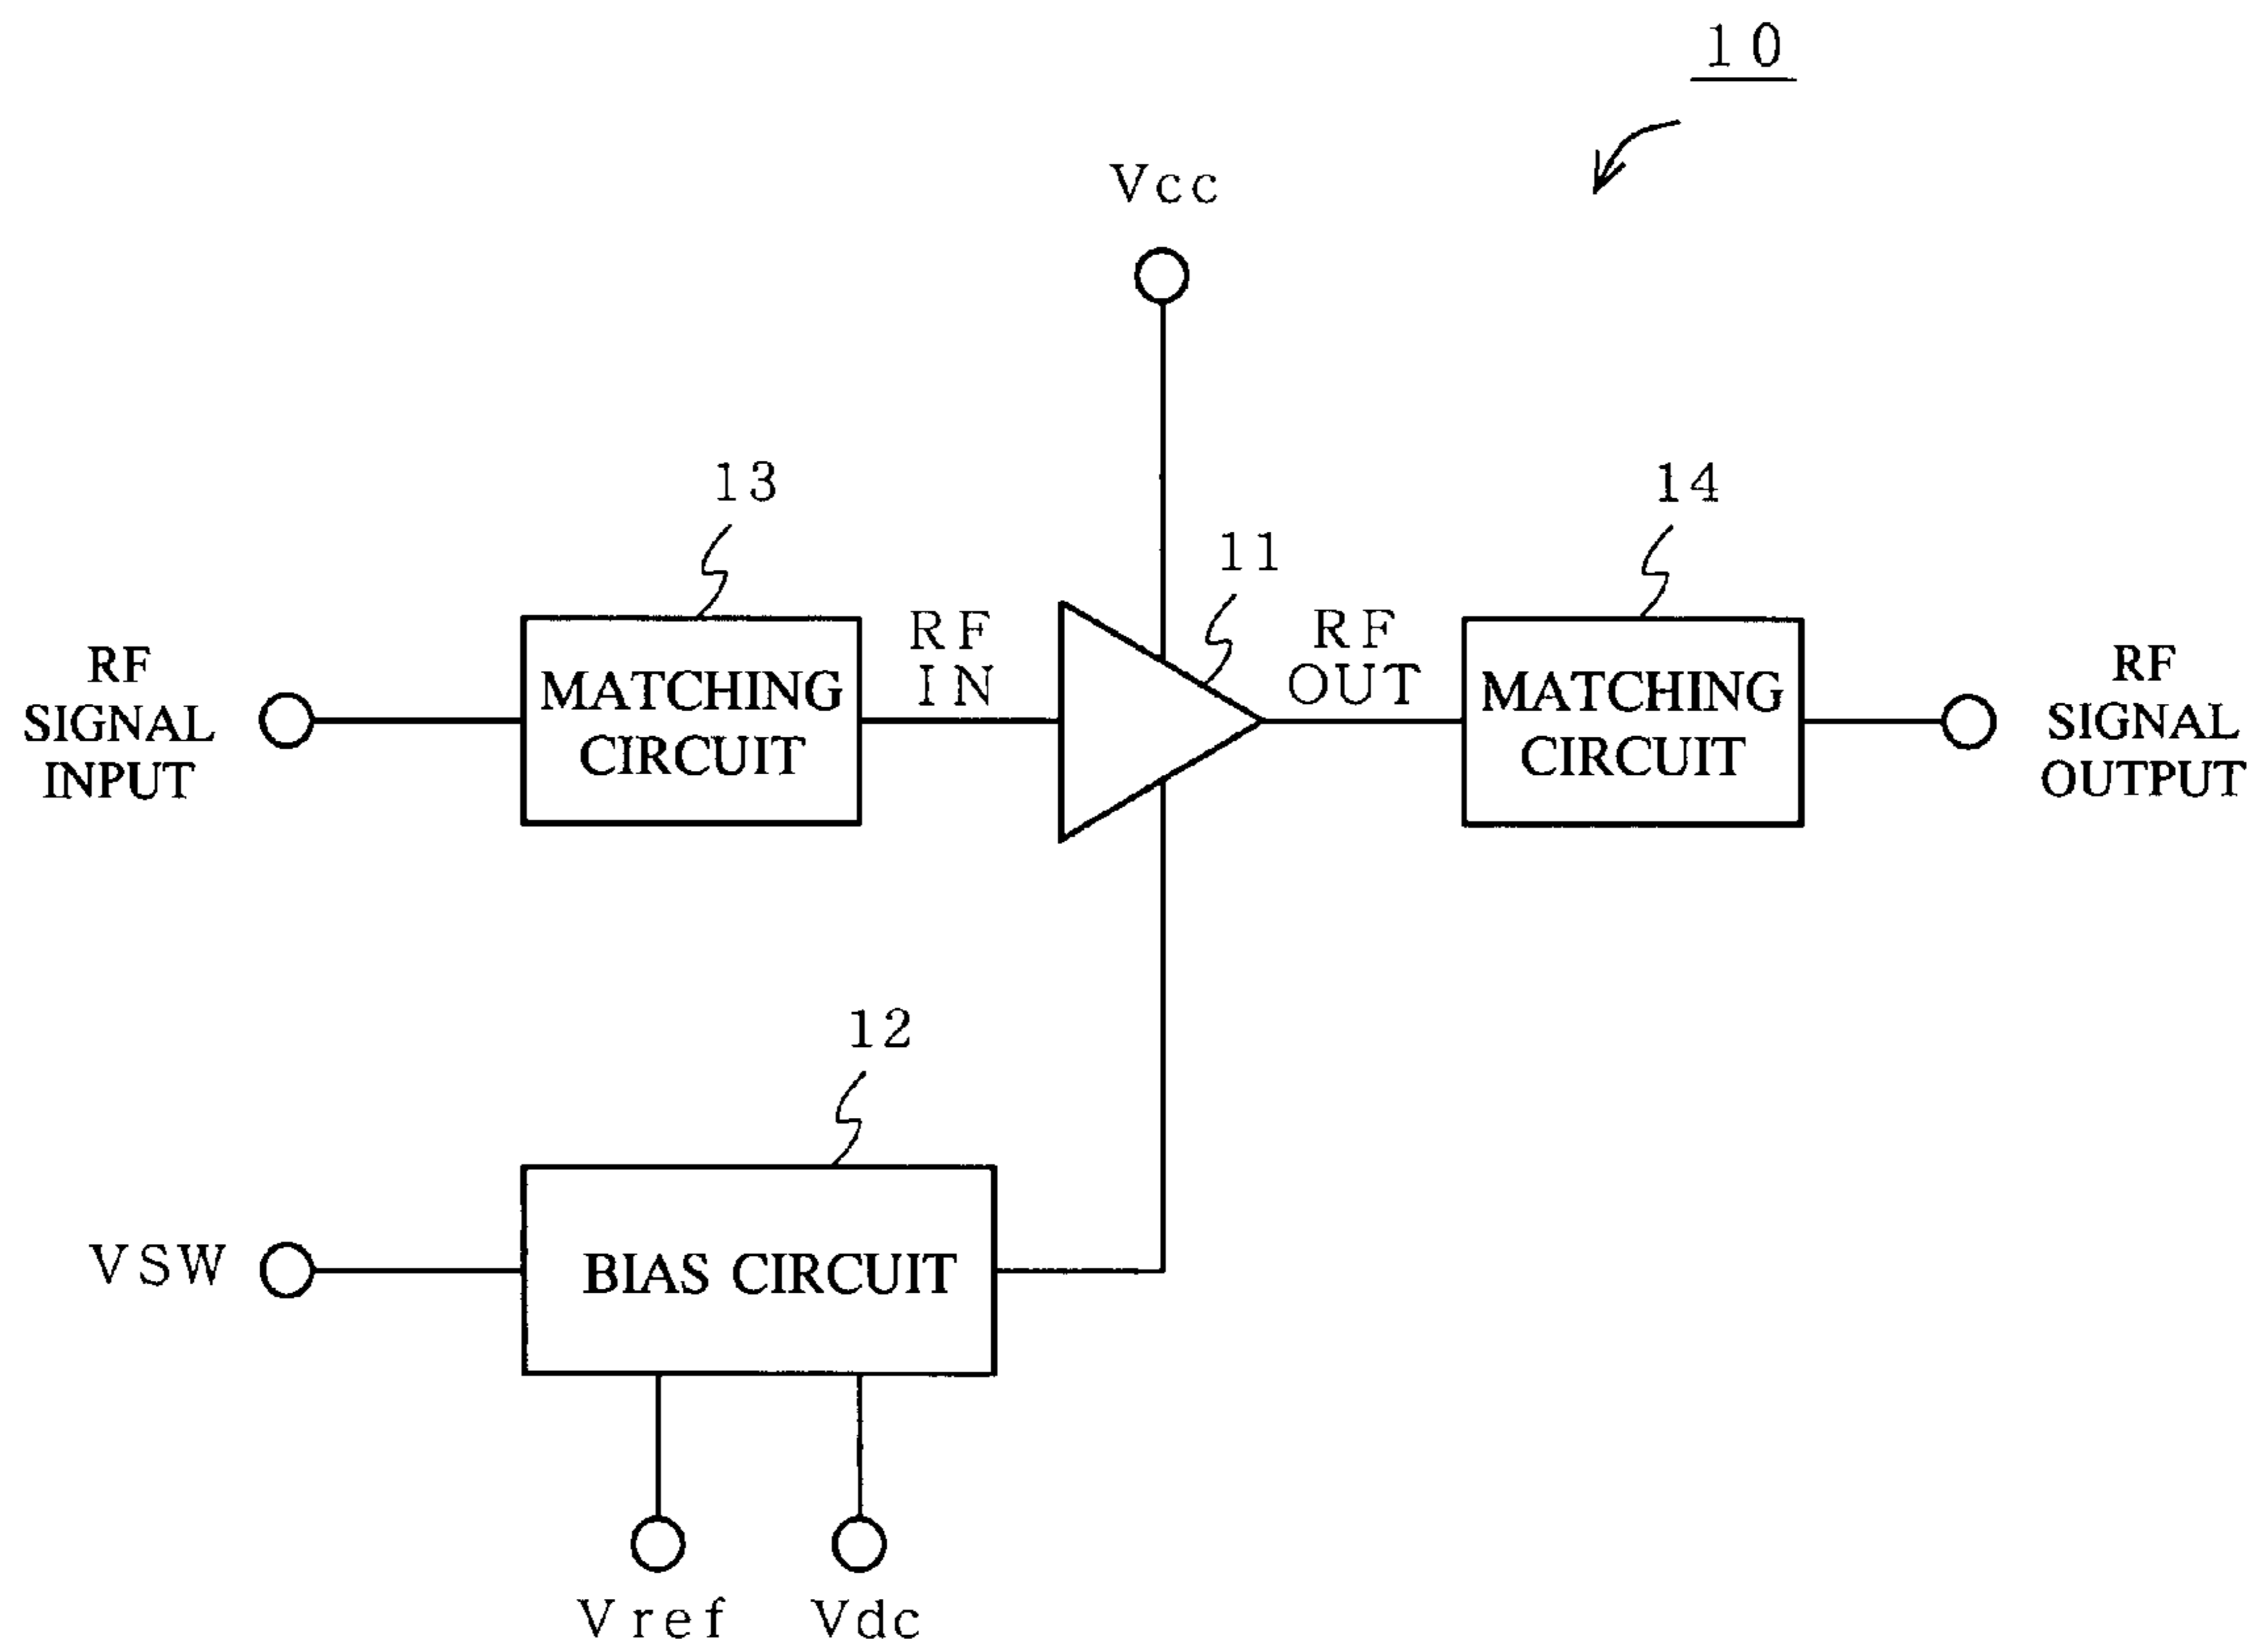 10
Vcc
13
14
11
RF
IN
RF
OUT
RF
SIGNAL
INPUT
MATCHING
CIRCUIT
MATCHING
CIRCUIT
RF
SIGNAL
OUTPUT
12
VSW
BIAS CIRCUIT
Vref
Vdc